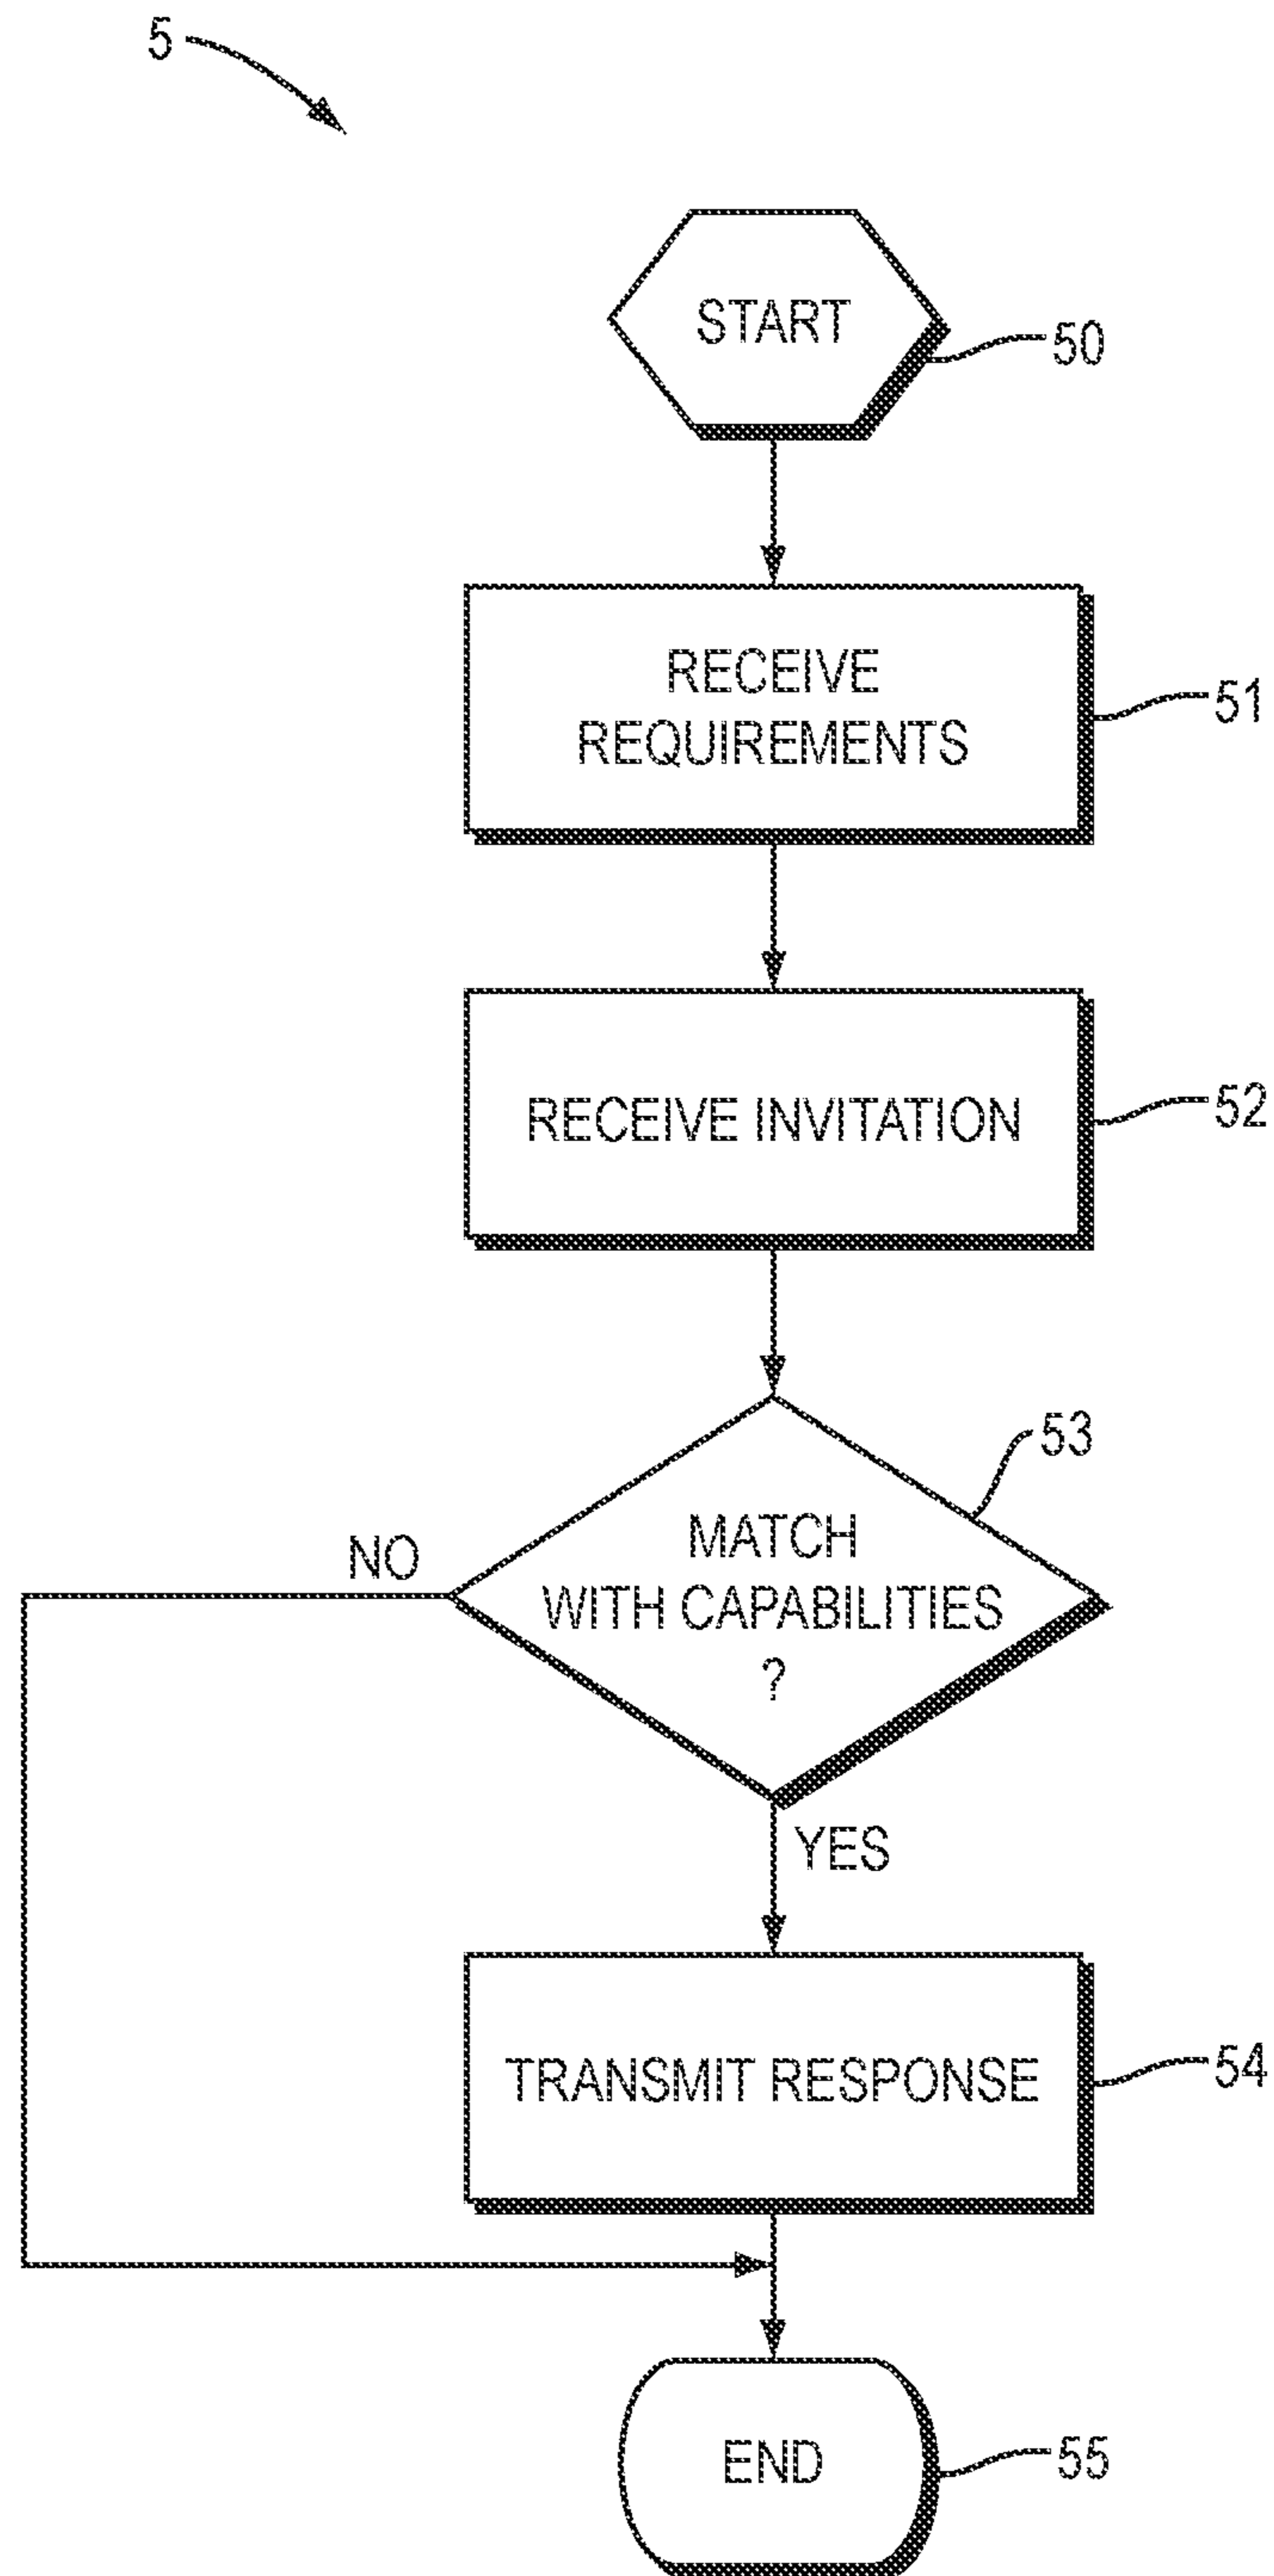 5
START
50
RECEIVE
REQUIREMENTS
51
RECEIVE INVITATION
52
53
MATCH
WITH CAPABILITIES
?
NO
YES
TRANSMIT RESPONSE
54
END
55